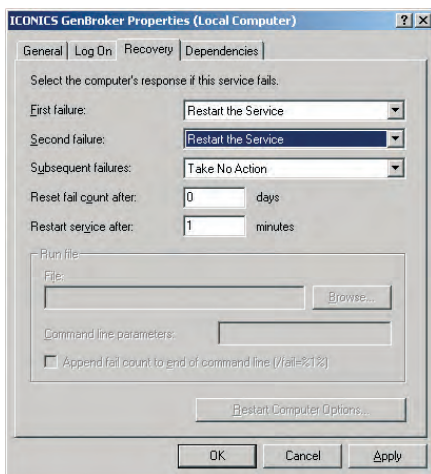 ICONICS GenBroker Properties (Local Computer)
General Log On Recovery Dependencies
Select the computer's response if this service fails.
First failure: Restart the Service
Second failure: Restart the Service
Subsequent failures: Take No Action
Reset fail count after: 0 days
Restart service after: 1 minutes
Run file
File:
Browse...
Command line parameters:
Append fail count to end of command line (/fail=%1%)
Restart Computer Options...
OK Cancel Apply